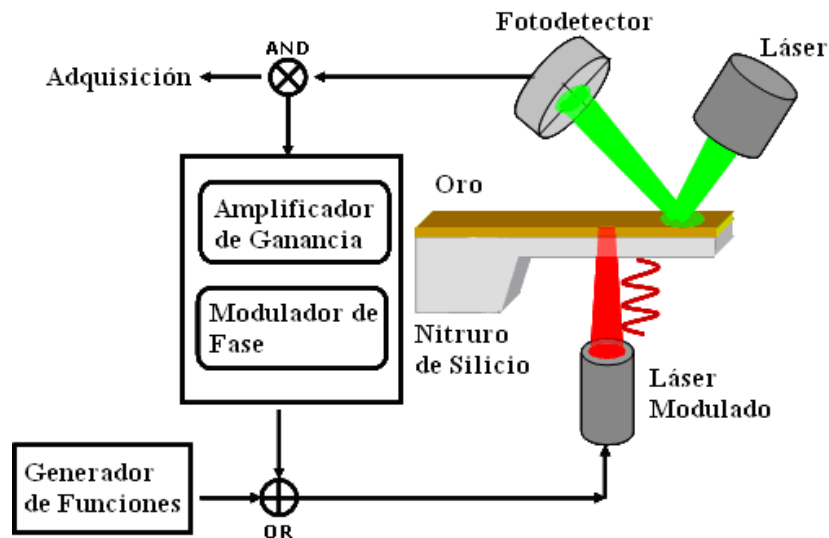 Fotodetector
Láser
AND
Adquisición
Oro
Amplificador
de Ganancia
Modulador de
Fase
Nitruro
de Silicio
Láser
Modulado
Generador
de Funciones
OR